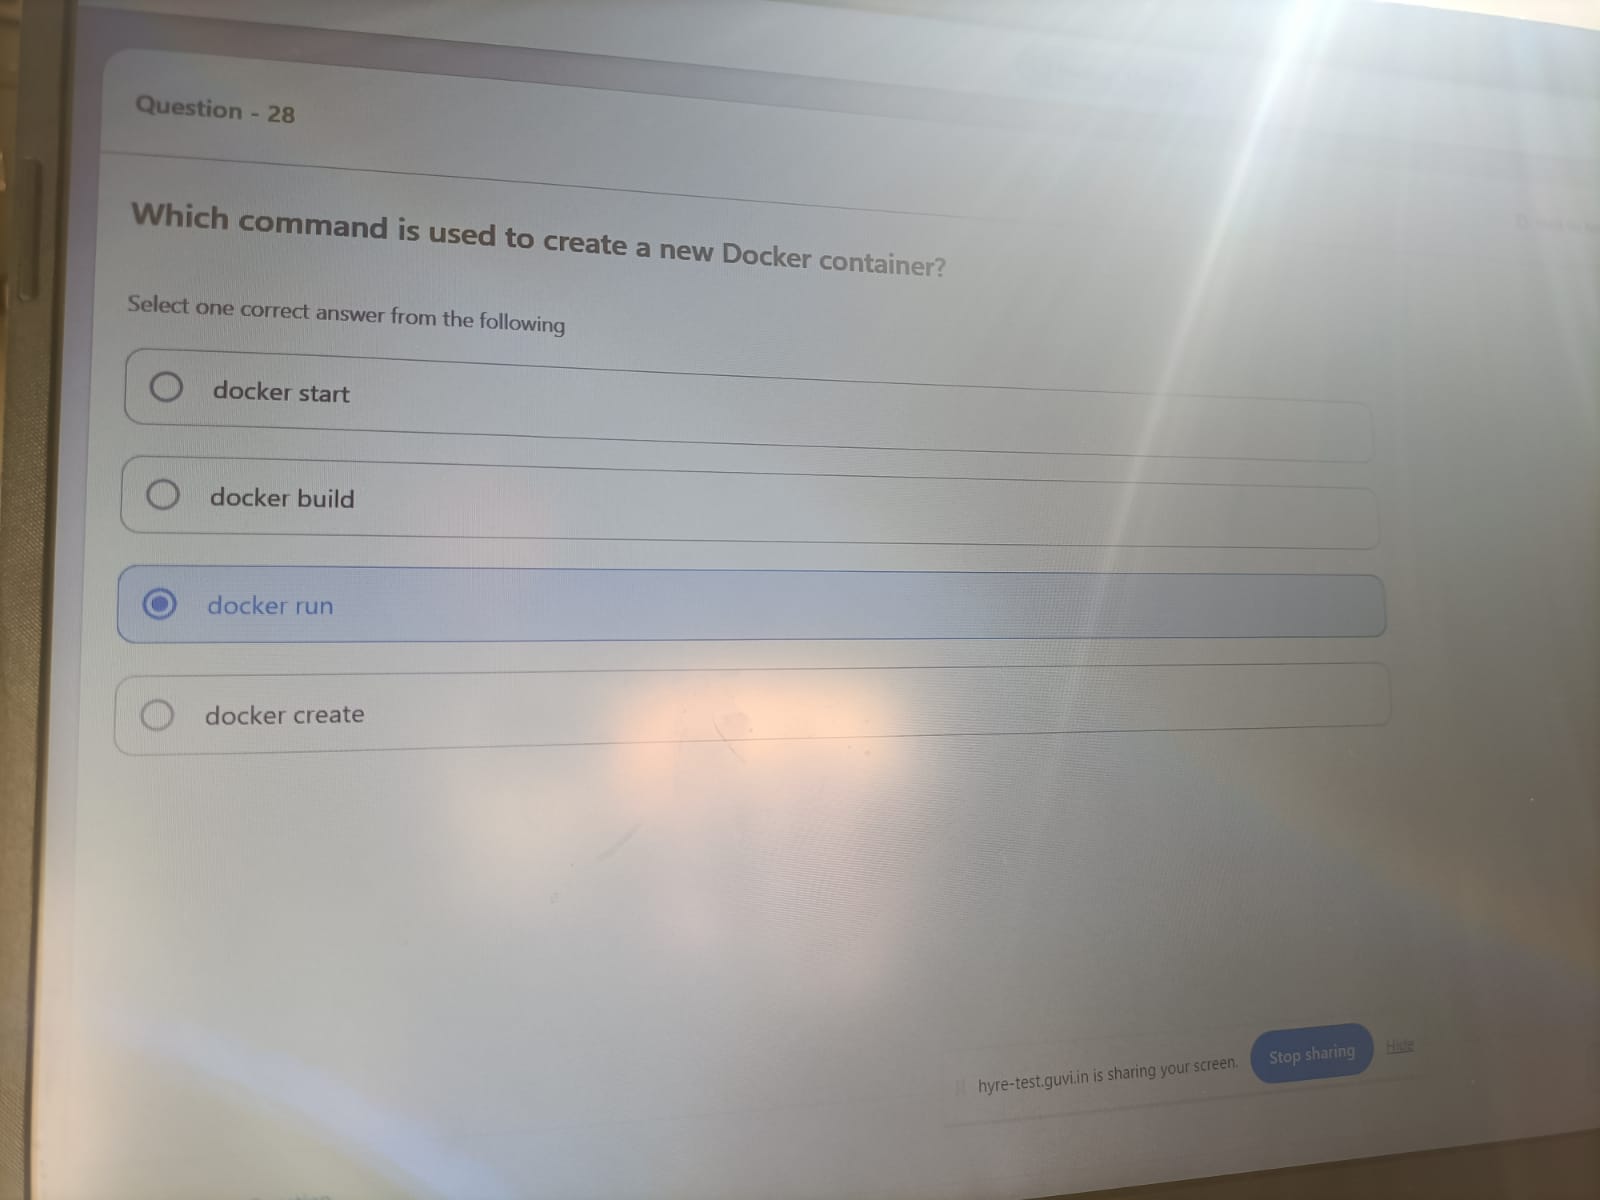 Question - 28
Which command is used to create a new Docker container?
Select one correct answer from the following
docker start
docker build
docker run
docker create
hyre-test.guvi.in is sharing your screen.
Stop sharing
Hide